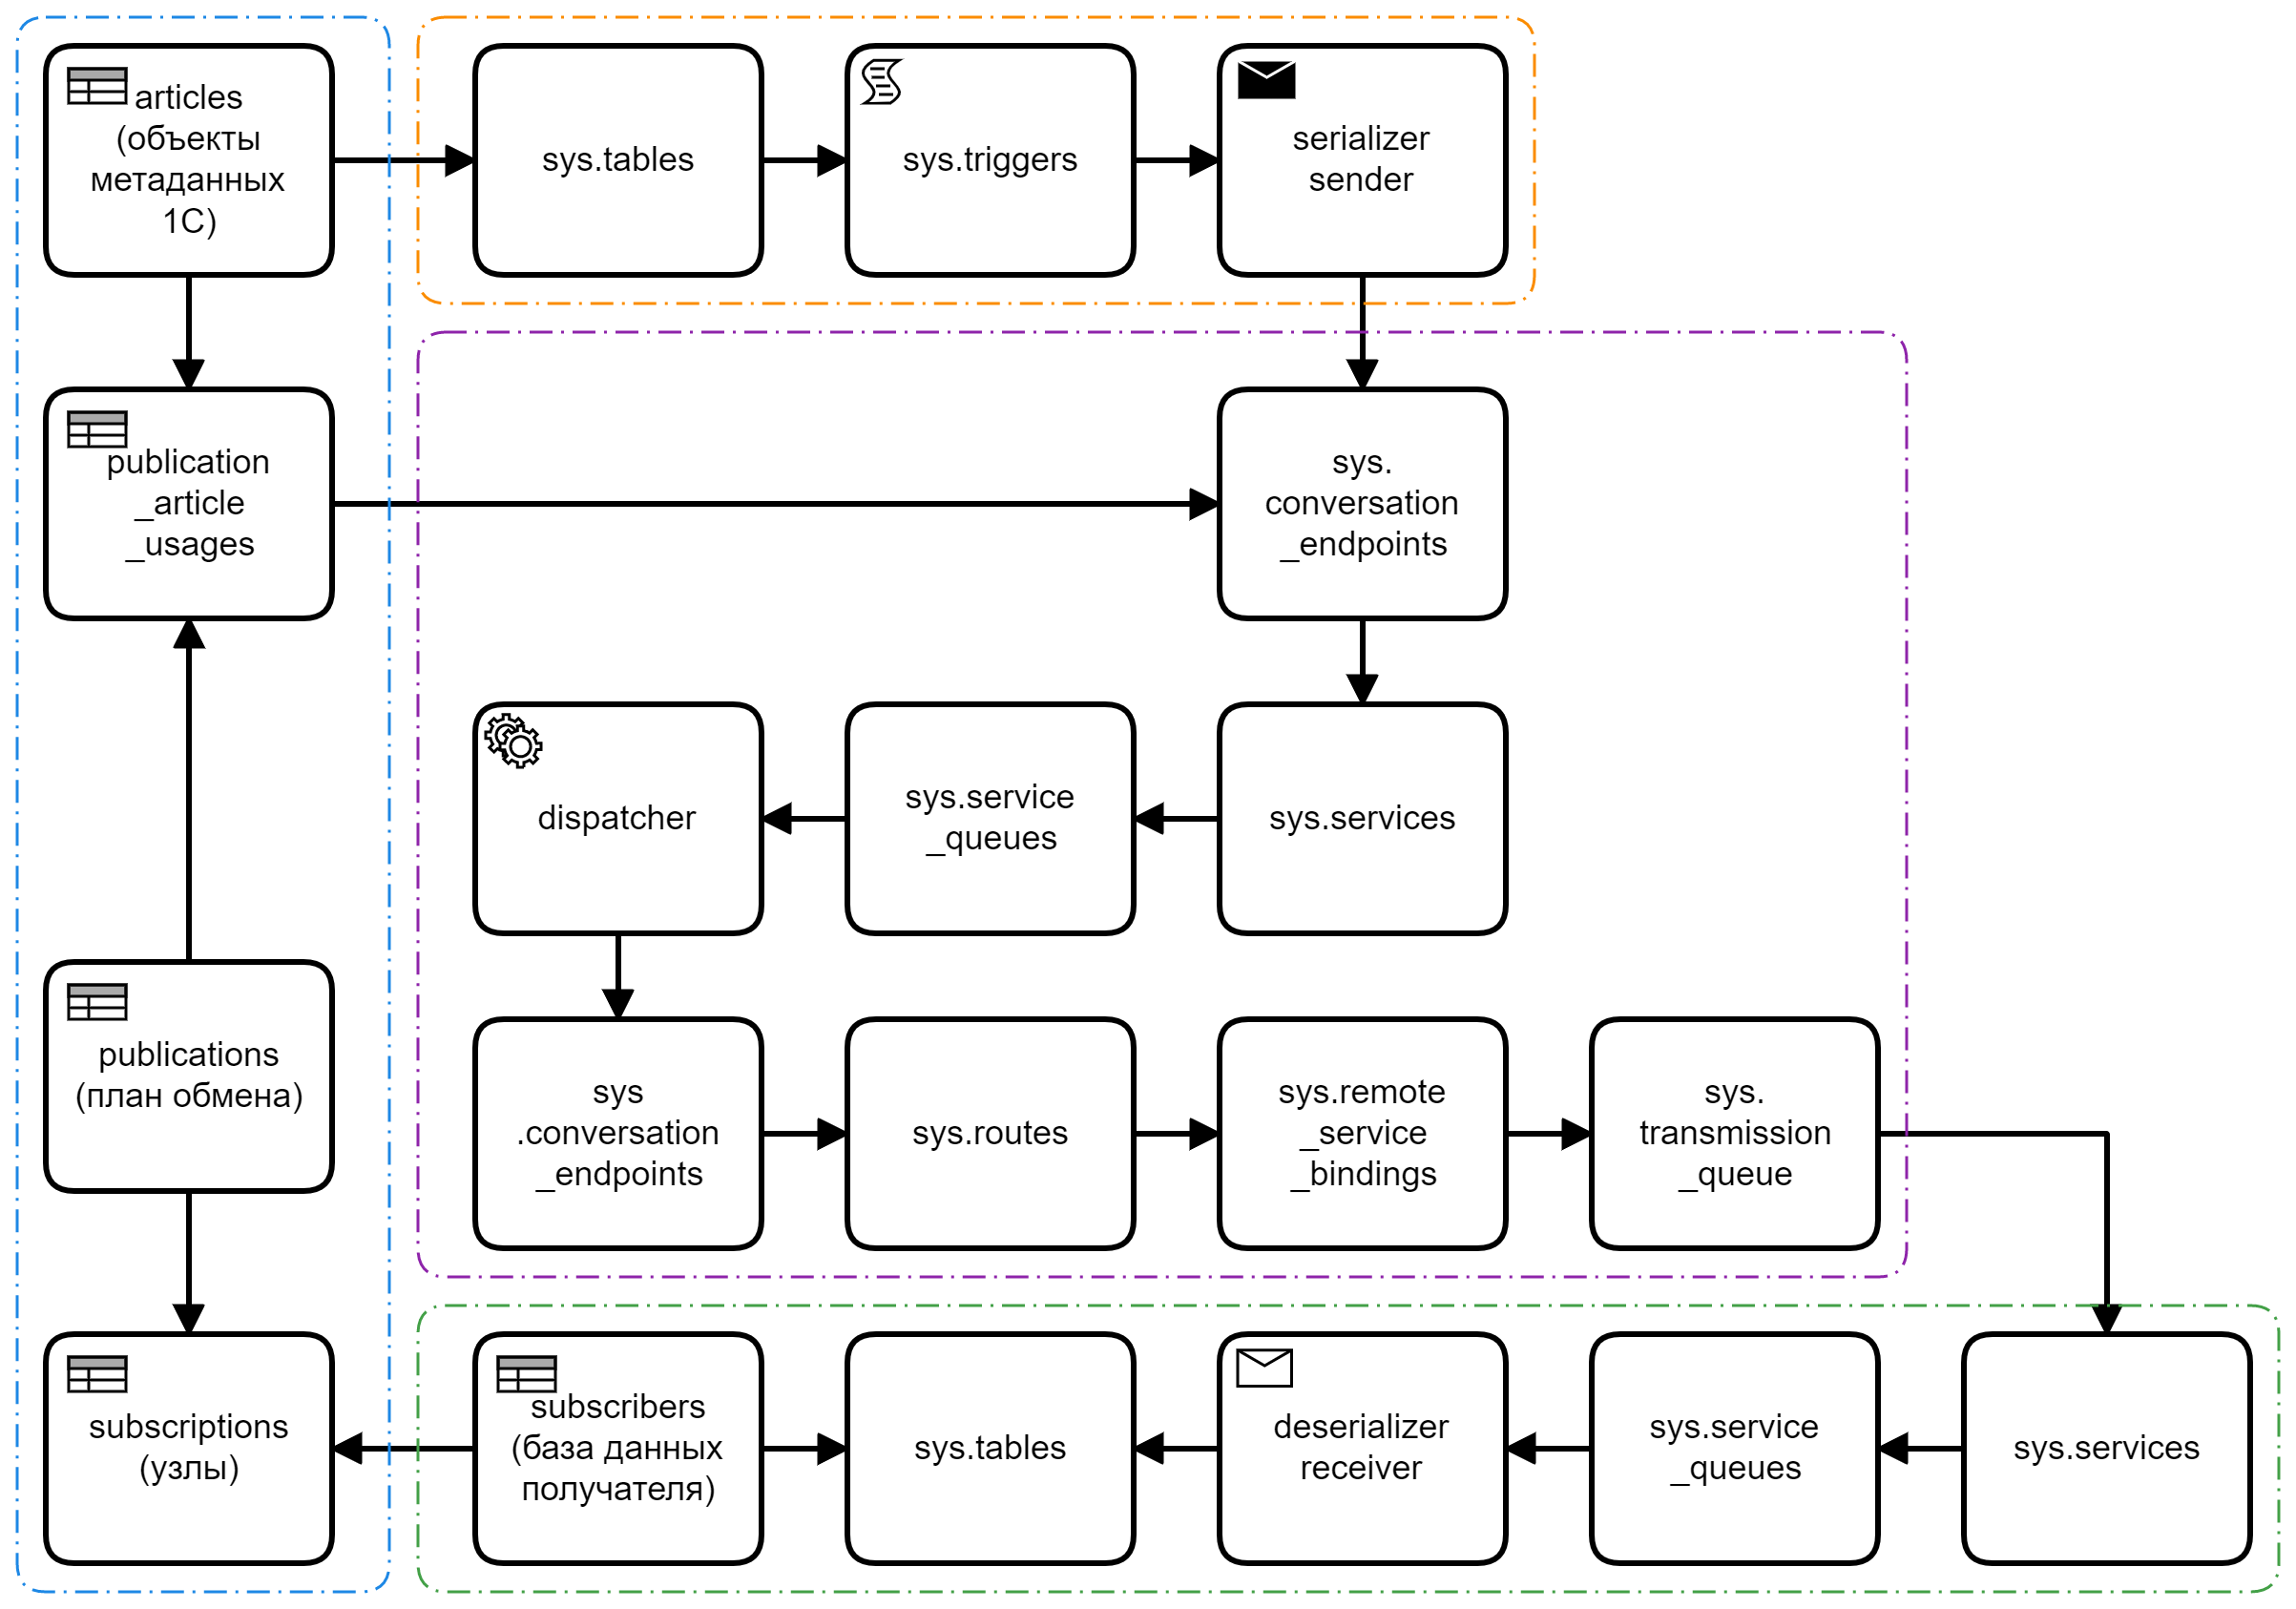 articles
(объекты
метаданных
1С)
sys.tables
sys.triggers
serializer
sender
publication
_article
_usages
sys.
conversation
_endpoints
dispatcher
sys.service
_queues
sys.services
publications
(план обмена)
sys
.conversation
_endpoints
sys.routes
sys.remote
_service
_bindings
sys.
transmission
_queue
subscriptions
(узлы)
subscribers
(база данных
получателя)
sys.tables
deserializer
receiver
sys.service
_queues
sys.services